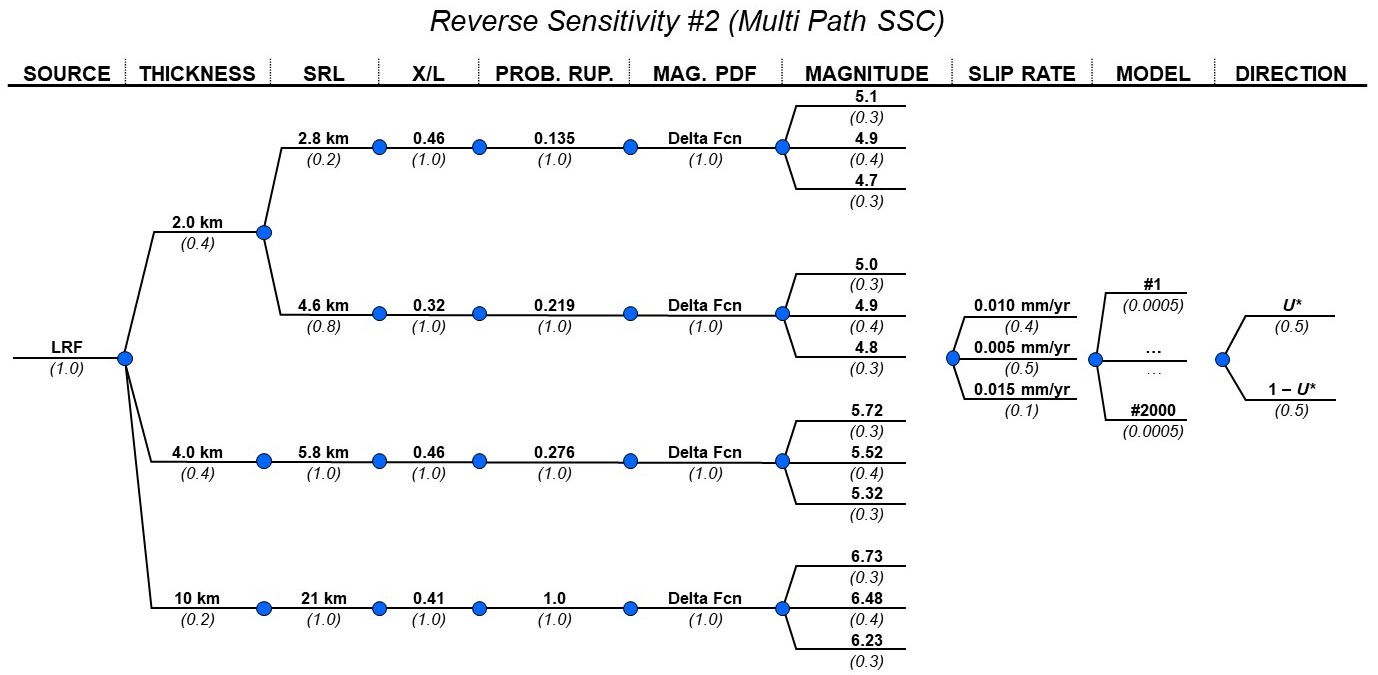 Reverse Sensitivity #2 (Multi Path SSC)
SOURCE THICKNESS SRL X/L PROB. RUP. MAG. PDF MAGNITUDE SLIP RATE MODEL DIRECTION
5.1
(0.3)
2.8 km 0.46 0.135 Delta Fcn 4.9
(0.2) (1.0) (1.0) (1.0) (0.4)
4.7
(0.3)
2.0 km
(0.4)
5.0
(0.3)
4.6 km 0.32 0.219 Delta Fcn 4.9
(0.8) (1.0) (1.0) (1.0) (0.4)
4.8
(0.3)
#1
(0.0005)
0.010 mm/yr U*
(0.4) (0.5)
LRF 0.005 mm/yr ...
(1.0) (0.5) ...
0.015 mm/yr 1 – U*
(0.1) (0.5)
#2000
(0.0005)
5.72
(0.3)
4.0 km 5.8 km 0.46 0.276 Delta Fcn 5.52
(0.4) (1.0) (1.0) (1.0) (1.0) (0.4)
5.32
(0.3)
6.73
(0.3)
10 km 21 km 0.41 1.0 Delta Fcn 6.48
(0.2) (1.0) (1.0) (1.0) (1.0) (0.4)
6.23
(0.3)